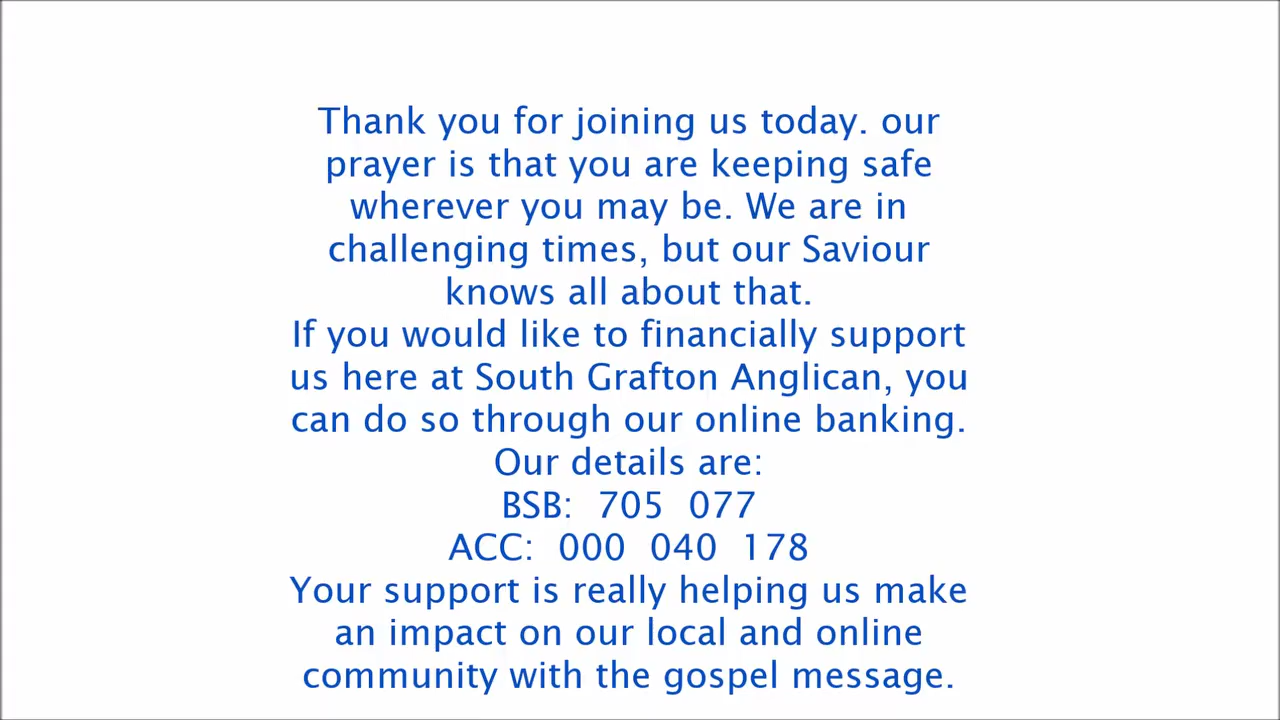 Thank you for joining us today. our
prayer is that you are keeping safe
wherever you may be. We are in
challenging times, but our Saviour
knows all about that.
If you would like to financially support
us here at South Grafton Anglican, you
can do so through our online banking.
Our details are:
BSB:  705  077
ACC:  000  040  178
Your support is really helping us make
an impact on our local and online
community with the gospel message.